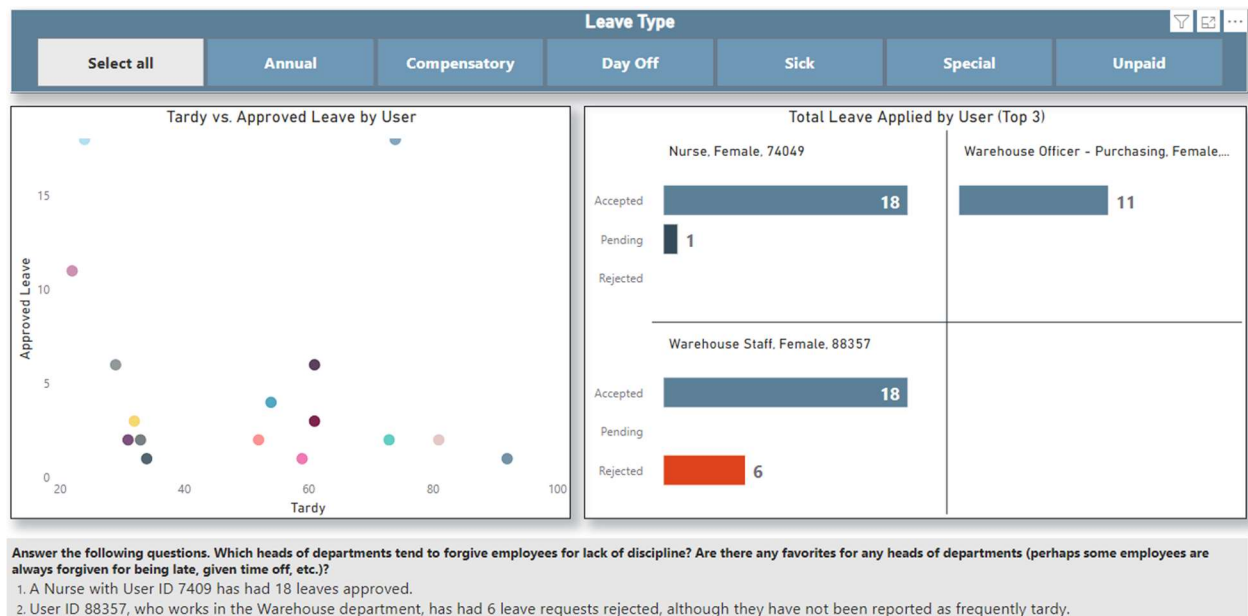 Leave Type
Select all
Annual
Compensatory
Day Off
Sick
Special
Unpaid
Tardy vs. Approved Leave by User
Approved Leave
15
10
5
0
20
40
60
80
100
Tardy
Total Leave Applied by User (Top 3)
Nurse, Female, 74049
Accepted
18
Pending
1
Rejected
Warehouse Officer - Purchasing, Female,...
11
Warehouse Staff, Female, 88357
Accepted
18
Pending
Rejected
6
Answer the following questions. Which heads of departments tend to forgive employees for lack of discipline? Are there any favorites for any heads of departments (perhaps some employees are
always forgiven for being late, given time off, etc.)?
1. A Nurse with User ID 7409 has had 18 leaves approved.
2. User ID 88357, who works in the Warehouse department, has had 6 leave requests rejected, although they have not been reported as frequently tardy.